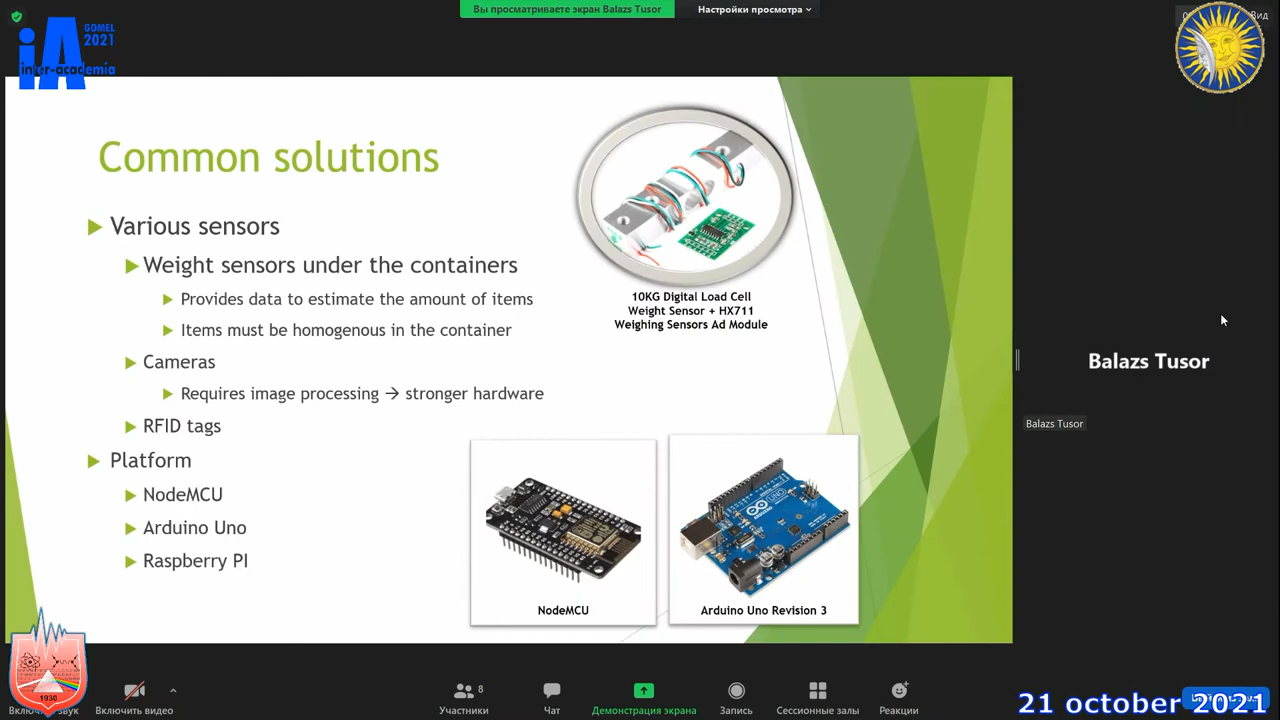 Вы просматриваете экран Balazs Tusor
Настройки просмотра
Вид
GOMEL
2021
iA
inter-academia
Common solutions
Various sensors
Weight sensors under the containers
Provides data to estimate the amount of items
Items must be homogenous in the container
Cameras
Requires image processing → stronger hardware
RFID tags
Platform
NodeMCU
Arduino Uno
Raspberry PI
10KG Digital Load Cell
Weight Sensor + HX711
Weighing Sensors Ad Module
UNO
NodeMCU
Arduino Uno Revision 3
Balazs Tusor
Balazs Tusor
1930
звук
Включить видео
Участники
8
Чат
Демонстрация экрана
Запись
Сессионные залы
Реакции
21 october 2021